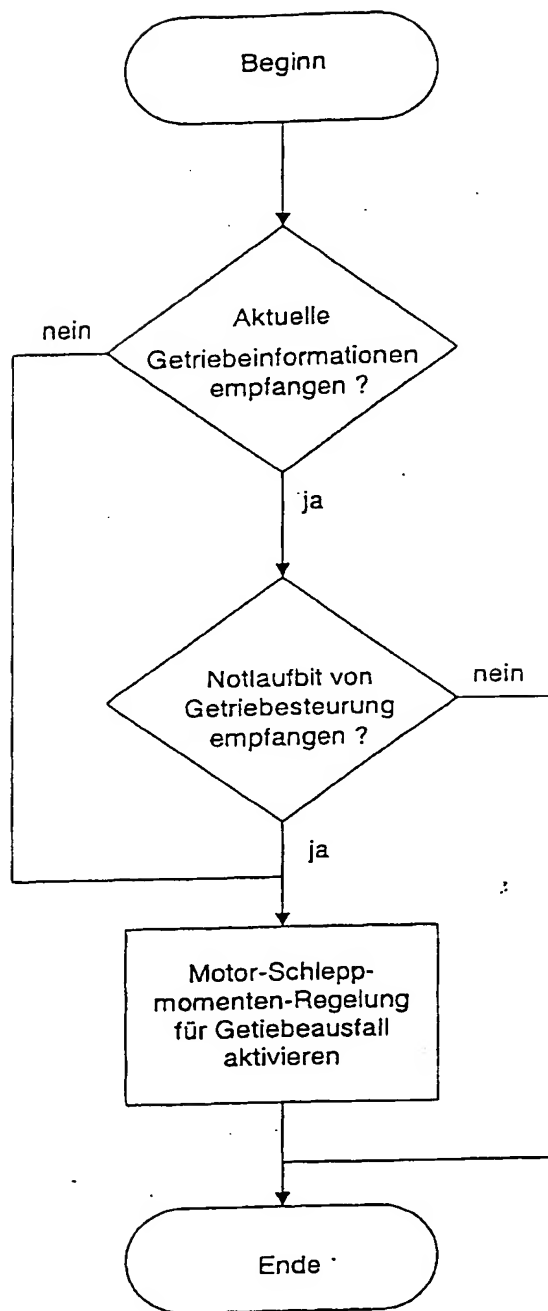 Beginn
nein
Aktuelle
Getriebeinformationen
empfangen ?
ja
Notlaufbit von
Getriebesteurung
empfangen ?
nein
ja
Motor-Schlepp-
momenten-Regelung
für Getiebeausfall
aktivieren
Ende